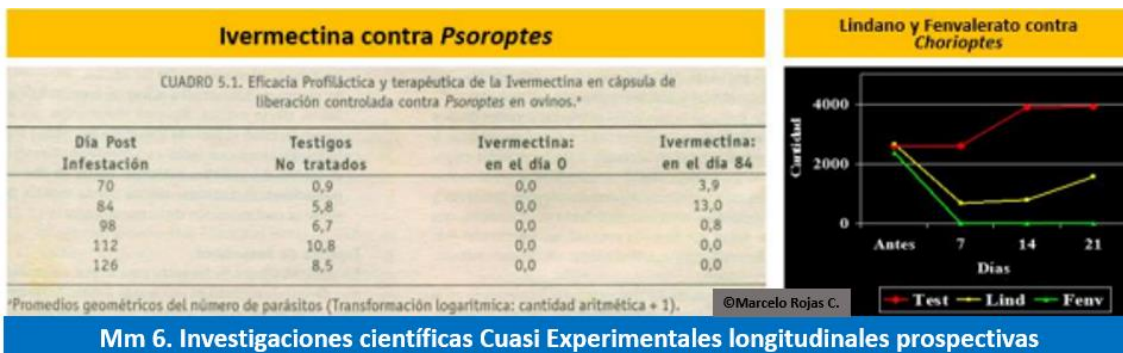 Ivermectina contra Psoroptes
CUADRO 5.1. Eficacia Profiláctica y terapéutica de la Ivermectina en cápsula de
liberación controlada contra Psoroptes en ovinos.ª
Día Post Testigos Ivermectina: Ivermectina:
Infestación No tratados en el día 0 en el día 84
70 0,9 0,0 3,9
84 5,8 0,0 13,0
98 6,7 0,0 0,8
112 10,8 0,0 0,0
126 8,5 0,0 0,0
ªPromedios geométricos del número de parásitos (Transformación logarítmica: cantidad aritmética + 1).
©Marcelo Rojas C.
Lindano y Fenvalerato contra
Chorioptes
Cantidad
4000
2000
0
Antes 7 14 21
Días
Test Lind Fenv
Mm 6. Investigaciones científicas Cuasi Experimentales longitudinales prospectivas